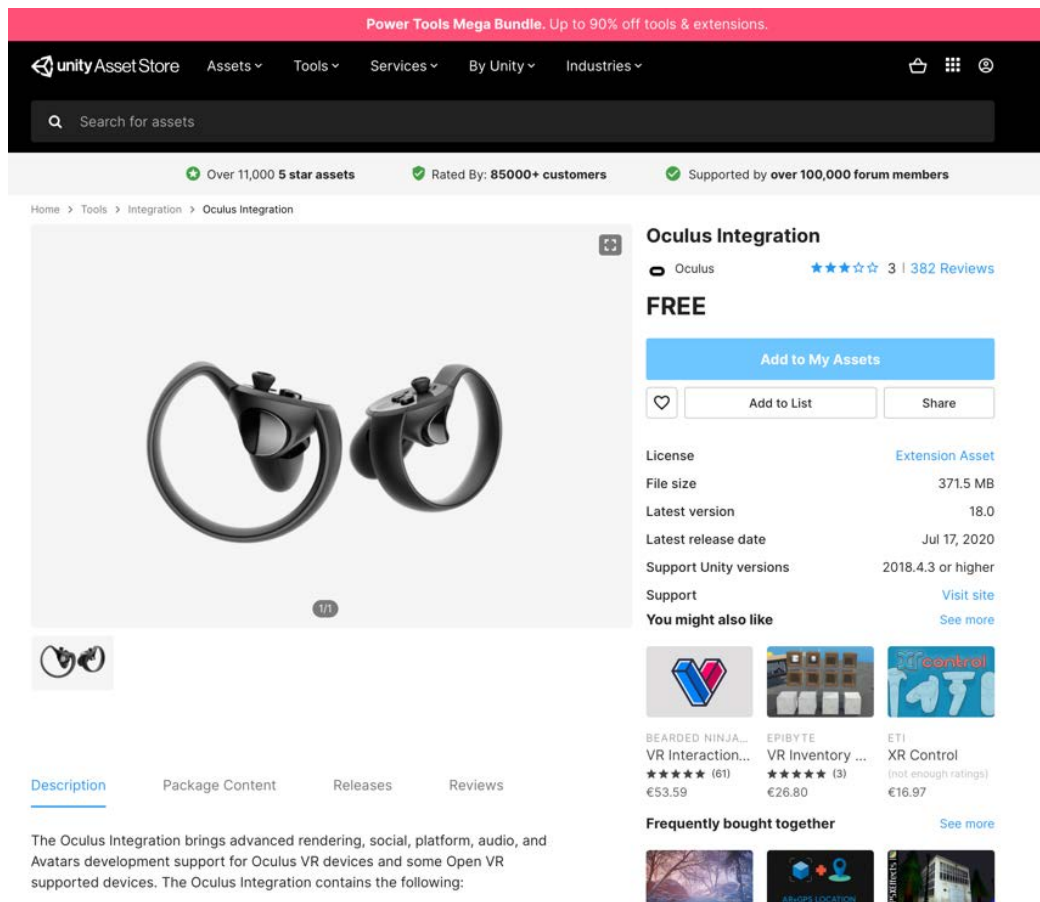 Power Tools Mega Bundle. Up to 90% off tools & extensions.
unity Asset Store Assets Tools Services By Unity Industries
Search for assets
Over 11,000 5 star assets Rated By: 85000+ customers Supported by over 100,000 forum members
Home > Tools > Integration > Oculus Integration
1/1
Oculus Integration
Oculus 3 | 382 Reviews
FREE
Add to My Assets
Add to List Share
License Extension Asset
File size 371.5 MB
Latest version 18.0
Latest release date Jul 17, 2020
Support Unity versions 2018.4.3 or higher
Support Visit site
You might also like See more
control
BEARDED NINJA... EPIBYTE ETI
VR Interaction... VR Inventory ... XR Control
(61) (3) (not enough ratings)
€53.59 €26.80 €16.97
Frequently bought together See more
AR+GPS LOCATION
Description Package Content Releases Reviews
The Oculus Integration brings advanced rendering, social, platform, audio, and
Avatars development support for Oculus VR devices and some Open VR
supported devices. The Oculus Integration contains the following: